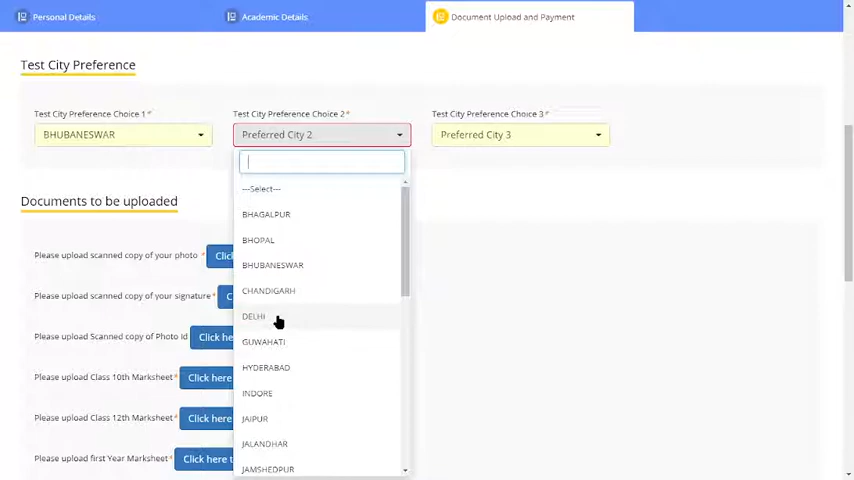 Personal Details
Academic Details
Document Upload and Payment
Test City Preference
Test City Preference Choice 1*
Test City Preference Choice 2*
Test City Preference Choice 3*
BHUBANESWAR
Preferred City 2
Preferred City 3
---Select---
BHAGALPUR
BHOPAL
BHUBANESWAR
CHANDIGARH
DELHI
GUWAHATI
HYDERABAD
INDORE
JAIPUR
JALANDHAR
JAMSHEDPUR
Documents to be uploaded
Please upload scanned copy of your photo *
Clic
Please upload scanned copy of your signature*
C
Please upload Scanned copy of Photo Id
Click he
Please upload Class 10th Marksheet*
Click here
Please upload Class 12th Marksheet*
Click here
Please upload first Year Marksheet*
Click here t